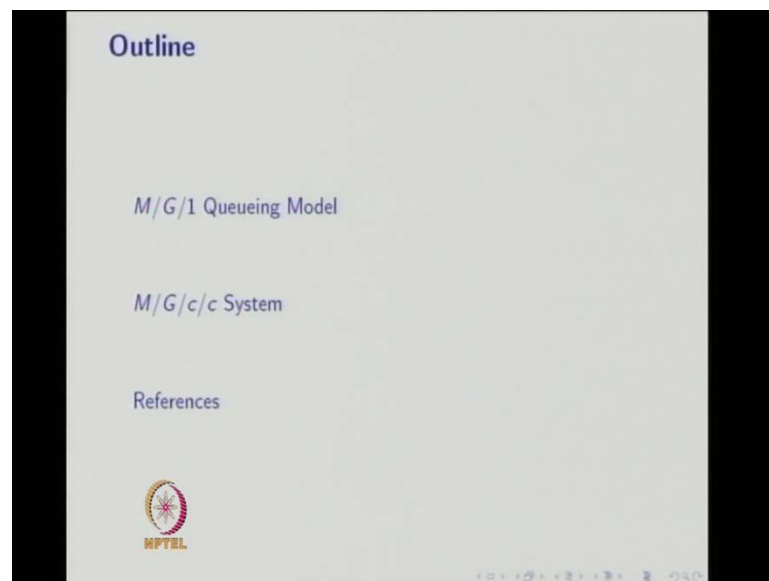 Outline
M/G/1 Queueing Model
M/G/c/c System
References
NPTEL